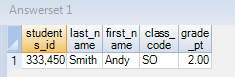 Answerset 1
student
s_id last_n
ame first_n
ame class_
code grade
_pt
1 333,450 Smith Andy SO 2.00